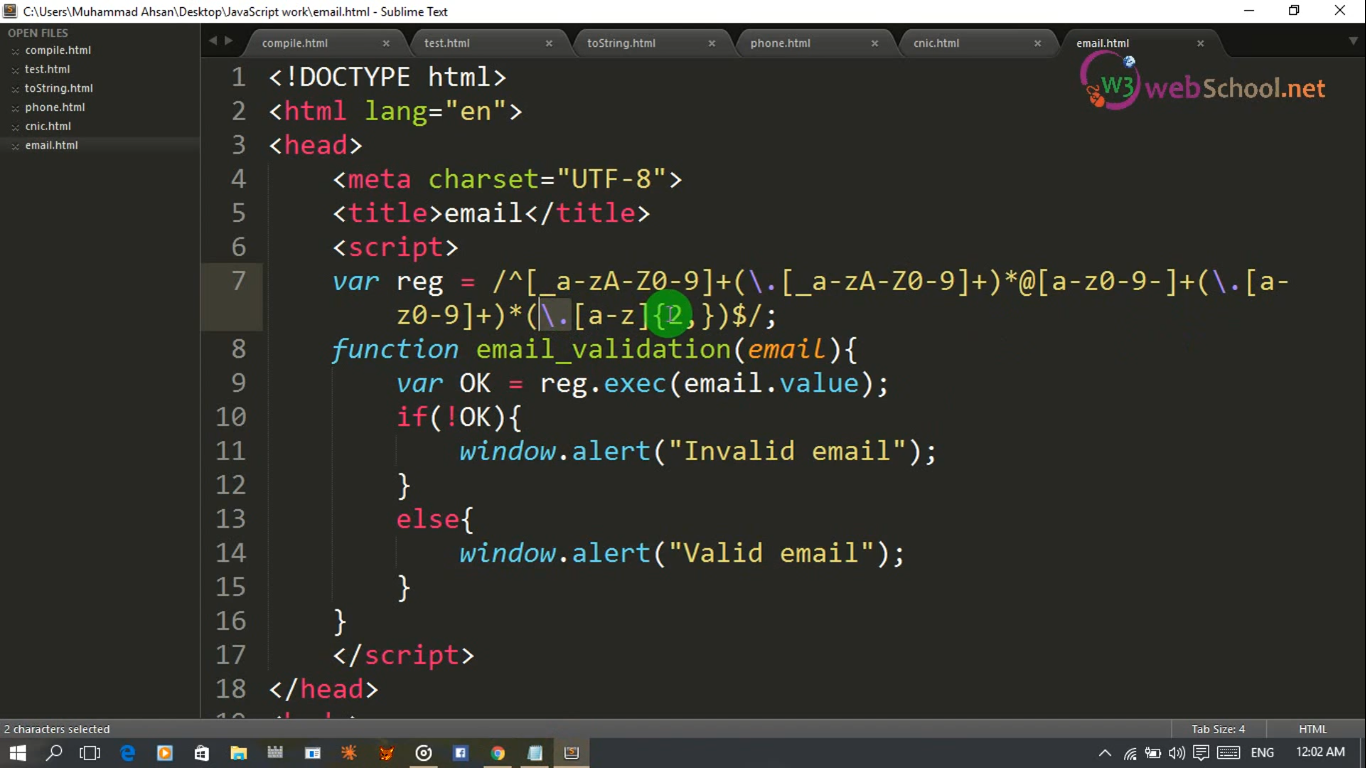 C:\Users\Muhammad Ahsan\Desktop\JavaScript work\email.html - Sublime Text
OPEN FILES
compile.html
test.html
toString.html
phone.html
cnic.html
email.html
compile.html
test.html
toString.html
phone.html
cnic.html
email.html
W3 webSchool.net
1 <!DOCTYPE html>
2 <html lang="en">
3 <head>
4 <meta charset="UTF-8">
5 <title>email</title>
6 <script>
7 var reg = /^[_a-zA-Z0-9]+(\.[_a-zA-Z0-9]+)*@[a-z0-9-]+(\.[a-
z0-9]+)*(\.[a-z]{2,})$/;
8 function email_validation(email){
9 var OK = reg.exec(email.value);
10 if(!OK){
11 window.alert("Invalid email");
12 }
13 else{
14 window.alert("Valid email");
15 }
16 }
17 </script>
18 </head>
2 characters selected
Tab Size: 4
HTML
ENG
12:02 AM